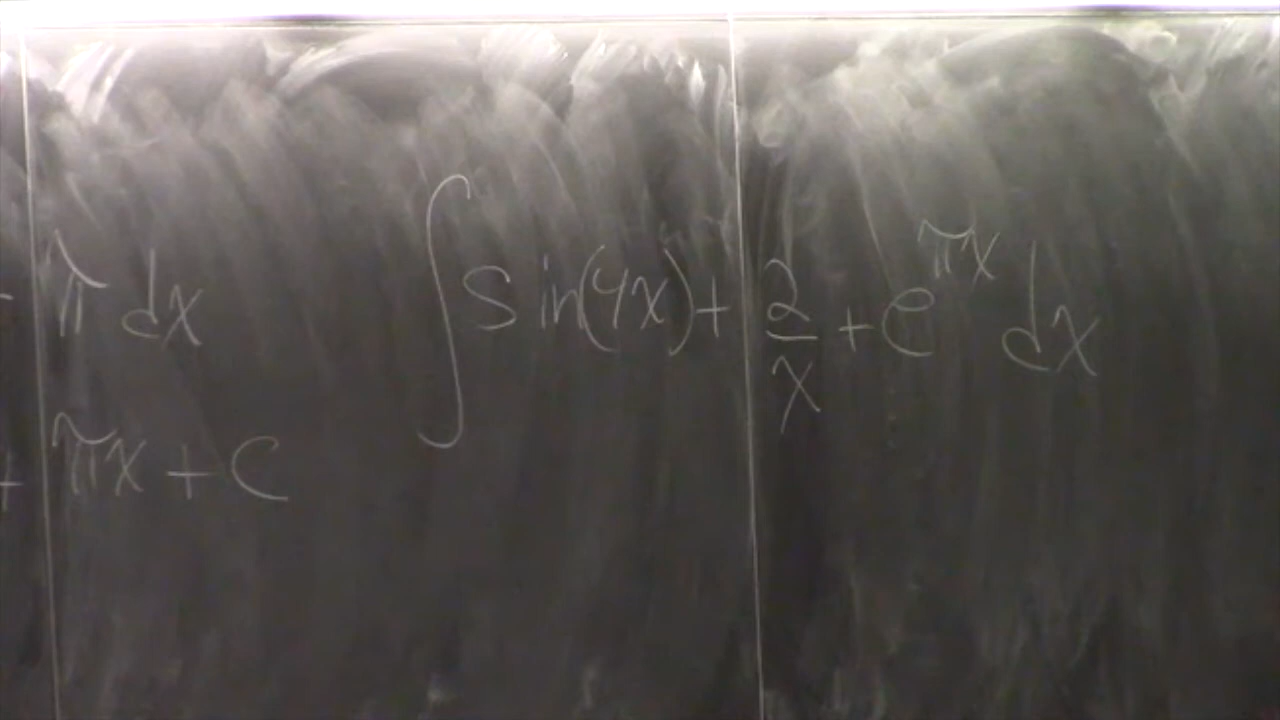 π dx
∫ sin(4x) + 2/x + e^{πx} dx
+ πx + C